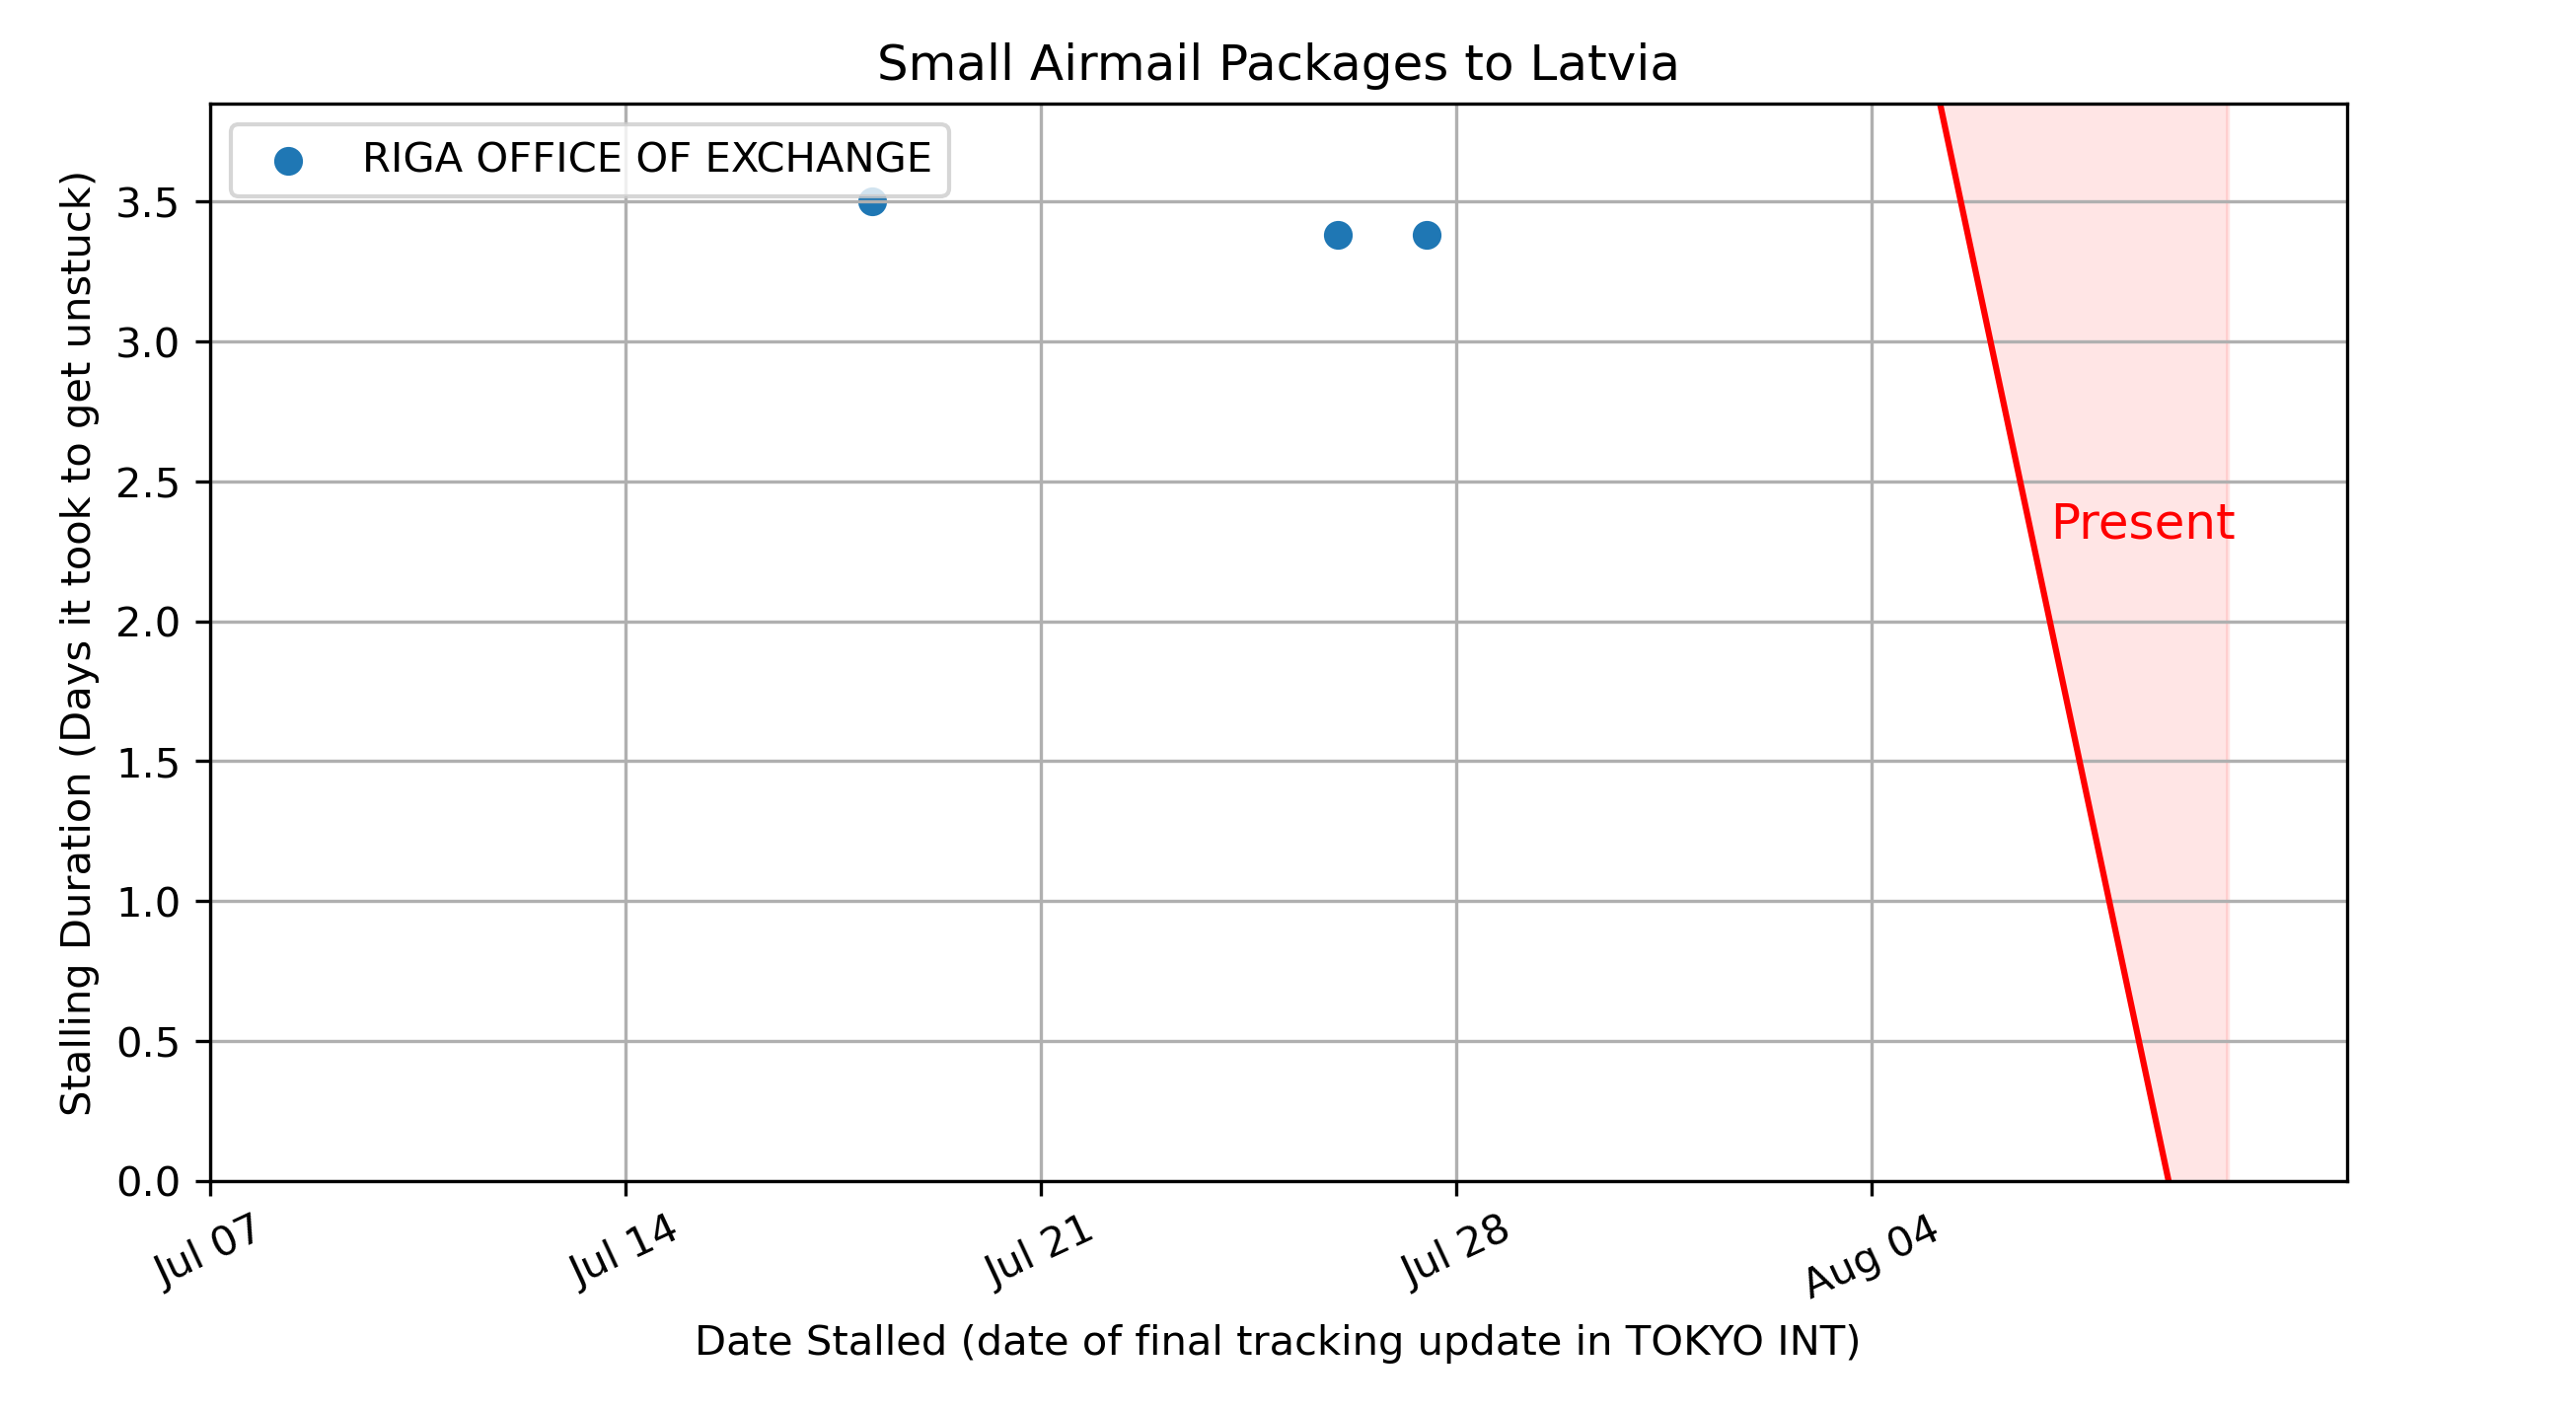 Small Airmail Packages to Latvia
RIGA OFFICE OF EXCHANGE
Stalling Duration (Days it took to get unstuck)
3.5
3.0
2.5
2.0
1.5
1.0
0.5
0.0
Present
Jul 07
Jul 14
Jul 21
Jul 28
Aug 04
Date Stalled (date of final tracking update in TOKYO INT)